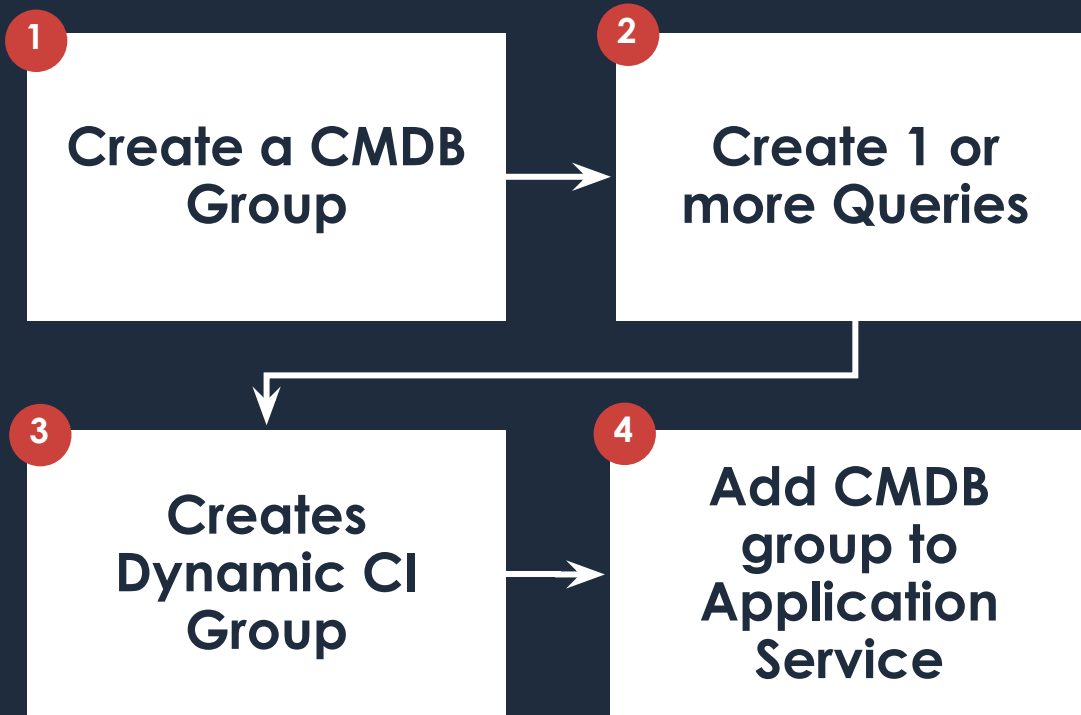 1
Create a CMDB
Group
2
Create 1 or
more Queries
3
Creates
Dynamic CI
Group
4
Add CMDB
group to
Application
Service